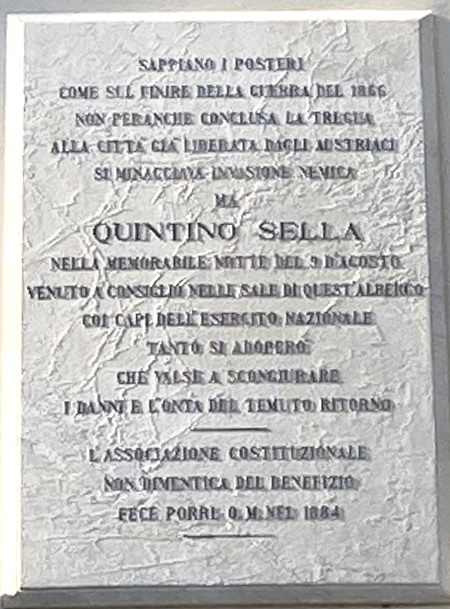 SAPPIANO I POSTERI
COME SUL FINIRE DELLA GUERRA DEL 1866
NON PERANCHE CONCLUSA LA TREGUA
ALLA CITTÀ GIÀ LIBERATA DAGLI AUSTRIACI
SI MINACCIAVA INVASIONE NEMICA
MA
QUINTINO SELLA
NELLA MEMORABILE NOTTE DEL 9 D'AGOSTO
VENUTO A CONSIGLIO NELLE SALE DI QUEST'ALBERGO
COI CAPI DELL'ESERCITO NAZIONALE
TANTO SI ADOPERÒ
CHE VALSE A SCONGIURARE
I DANNI E L'ONTA DEL TEMUTO RITORNO
L'ASSOCIAZIONE COSTITUZIONALE
NON DIMENTICA DEL BENEFIZIO
FECE PORRE Q. M. NEL 1884